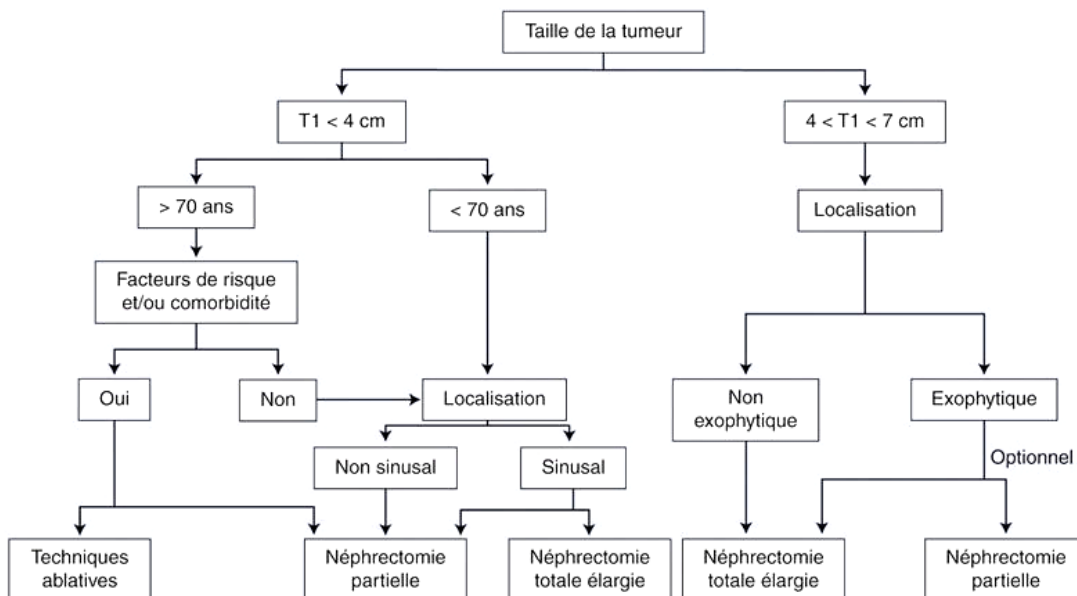 Taille de la tumeur
T1 < 4 cm
4 < T1 < 7 cm
> 70 ans
< 70 ans
Localisation
Facteurs de risque
et/ou comorbidité
Oui
Non
Localisation
Non
exophytique
Exophytique
Optionnel
Non sinusal
Sinusal
Techniques
ablatives
Néphrectomie
partielle
Néphrectomie
totale élargie
Néphrectomie
totale élargie
Néphrectomie
partielle